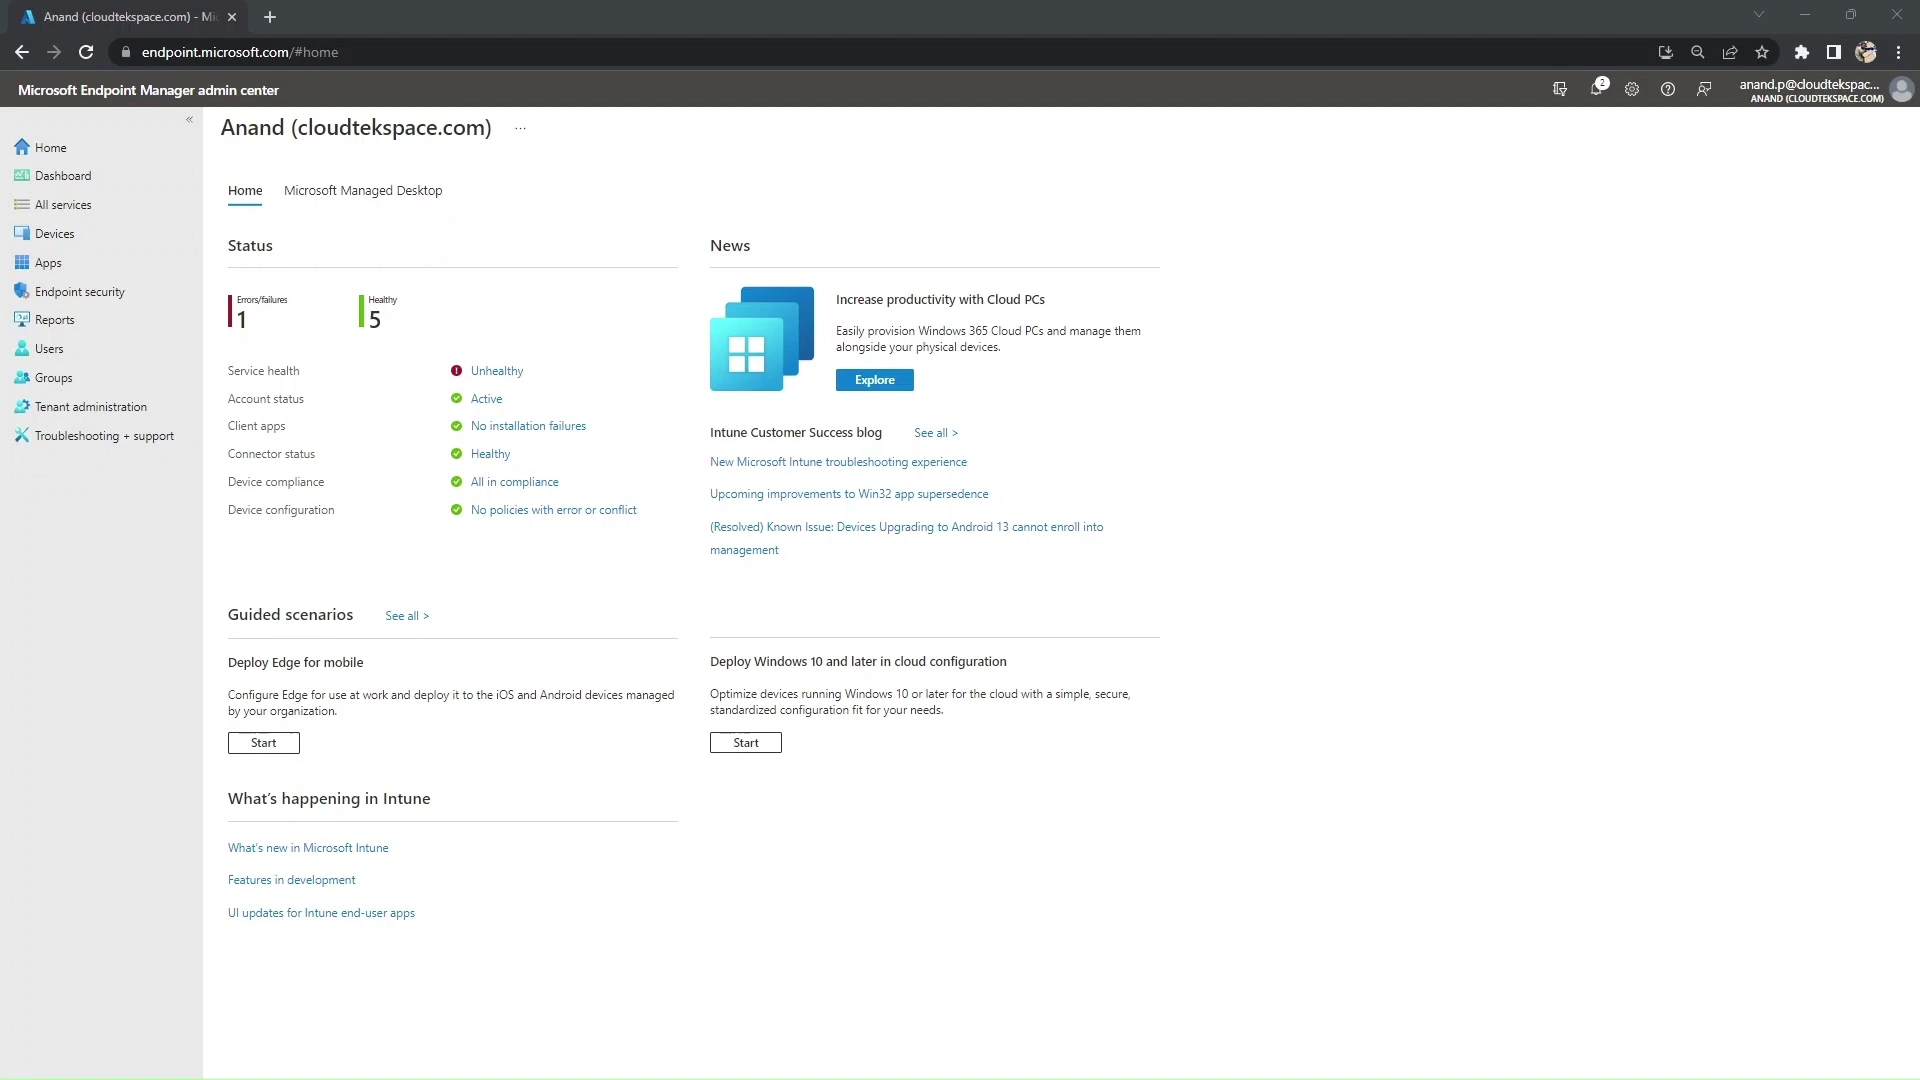 Anand (cloudtekspace.com) - Mi
endpoint.microsoft.com/#home
Microsoft Endpoint Manager admin center
2
anand.p@cloudtekspac...
ANAND (CLOUDTEKSPACE.COM)
«
Home
Dashboard
All services
Devices
Apps
Endpoint security
Reports
Users
Groups
Tenant administration
Troubleshooting + support
Anand (cloudtekspace.com) ...
Home
Microsoft Managed Desktop
Status
Errors/failures
1
Healthy
5
Service health
Unhealthy
Account status
Active
Client apps
No installation failures
Connector status
Healthy
Device compliance
All in compliance
Device configuration
No policies with error or conflict
News
Increase productivity with Cloud PCs
Easily provision Windows 365 Cloud PCs and manage them
alongside your physical devices.
Explore
Intune Customer Success blog
See all >
New Microsoft Intune troubleshooting experience
Upcoming improvements to Win32 app supersedence
(Resolved) Known Issue: Devices Upgrading to Android 13 cannot enroll into
management
Guided scenarios
See all >
Deploy Edge for mobile
Configure Edge for use at work and deploy it to the iOS and Android devices managed
by your organization.
Start
Deploy Windows 10 and later in cloud configuration
Optimize devices running Windows 10 or later for the cloud with a simple, secure,
standardized configuration fit for your needs.
Start
What's happening in Intune
What's new in Microsoft Intune
Features in development
UI updates for Intune end-user apps